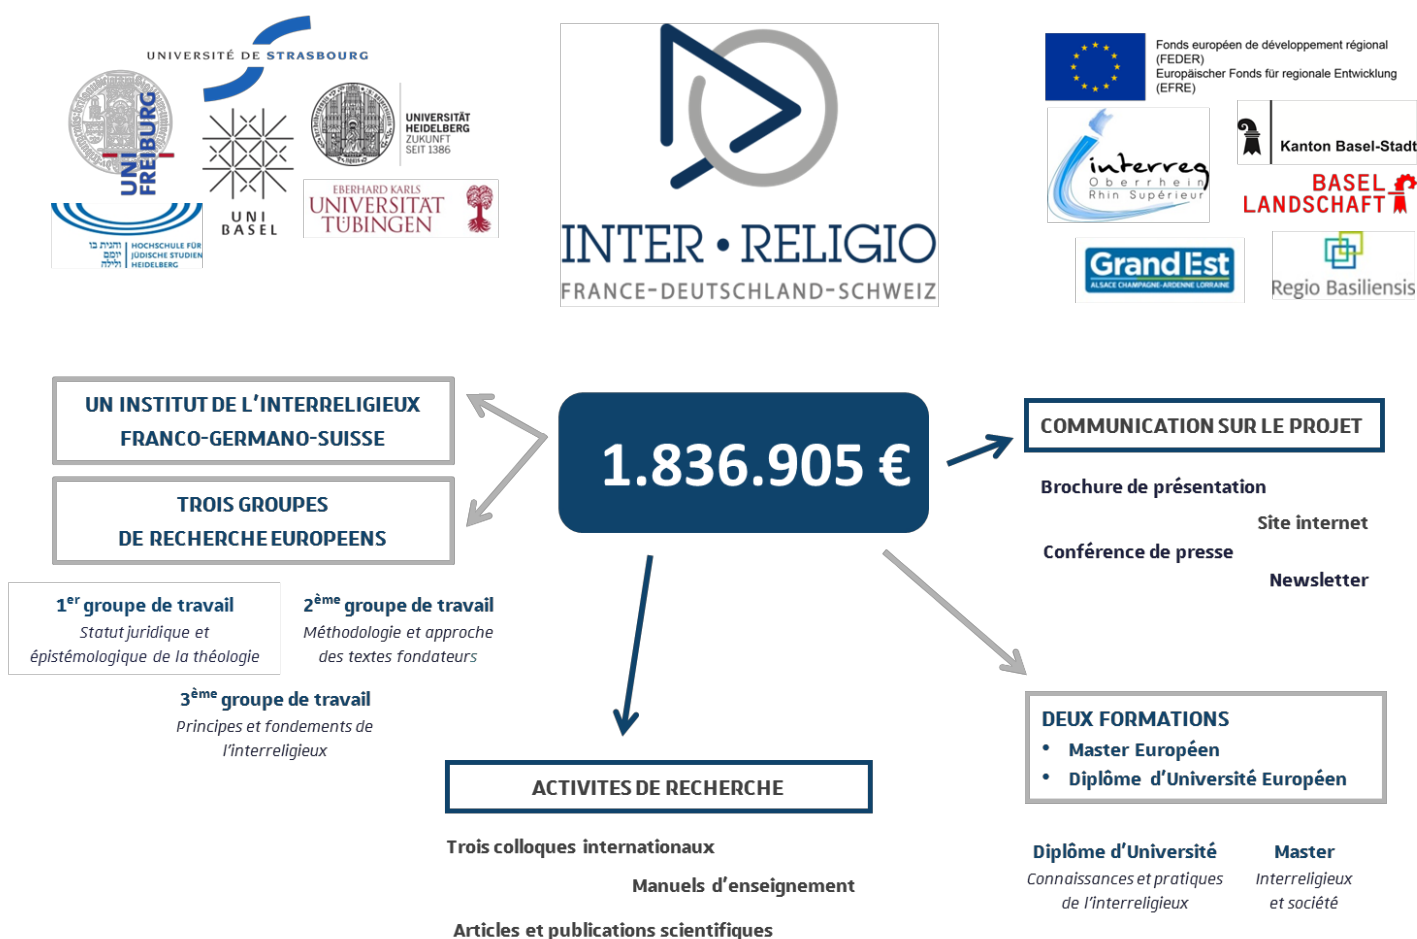 UNIVERSITÉ DE STRASBOURG
UNI
FREIBURG
UNI
BASEL
UNIVERSITÄT
HEIDELBERG
ZUKUNFT
SEIT 1386
EBERHARD KARLS
UNIVERSITÄT
TÜBINGEN
והגית בו
יומם
ולילה
HOCHSCHULE FÜR
JÜDISCHE STUDIEN
HEIDELBERG
INTER • RELIGIO
FRANCE-DEUTSCHLAND-SCHWEIZ
Fonds européen de développement régional
(FEDER)
Europäischer Fonds für regionale Entwicklung
(EFRE)
interreg
Oberrhein
Rhin Supérieur
Kanton Basel-Stadt
BASEL
LANDSCHAFT
Grand Est
ALSACE CHAMPAGNE-ARDENNE LORRAINE
Regio Basiliensis
UN INSTITUT DE L'INTERRELIGIEUX
FRANCO-GERMANO-SUISSE
TROIS GROUPES
DE RECHERCHE EUROPEENS
1er groupe de travail
Statut juridique et
épistémologique de la théologie
2ème groupe de travail
Méthodologie et approche
des textes fondateurs
3ème groupe de travail
Principes et fondements de
l'interreligieux
1.836.905 €
ACTIVITES DE RECHERCHE
Trois colloques internationaux
Manuels d'enseignement
Articles et publications scientifiques
COMMUNICATION SUR LE PROJET
Brochure de présentation
Site internet
Conférence de presse
Newsletter
DEUX FORMATIONS
• Master Européen
• Diplôme d'Université Européen
Diplôme d'Université
Connaissances et pratiques
de l'interreligieux
Master
Interreligieux
et société